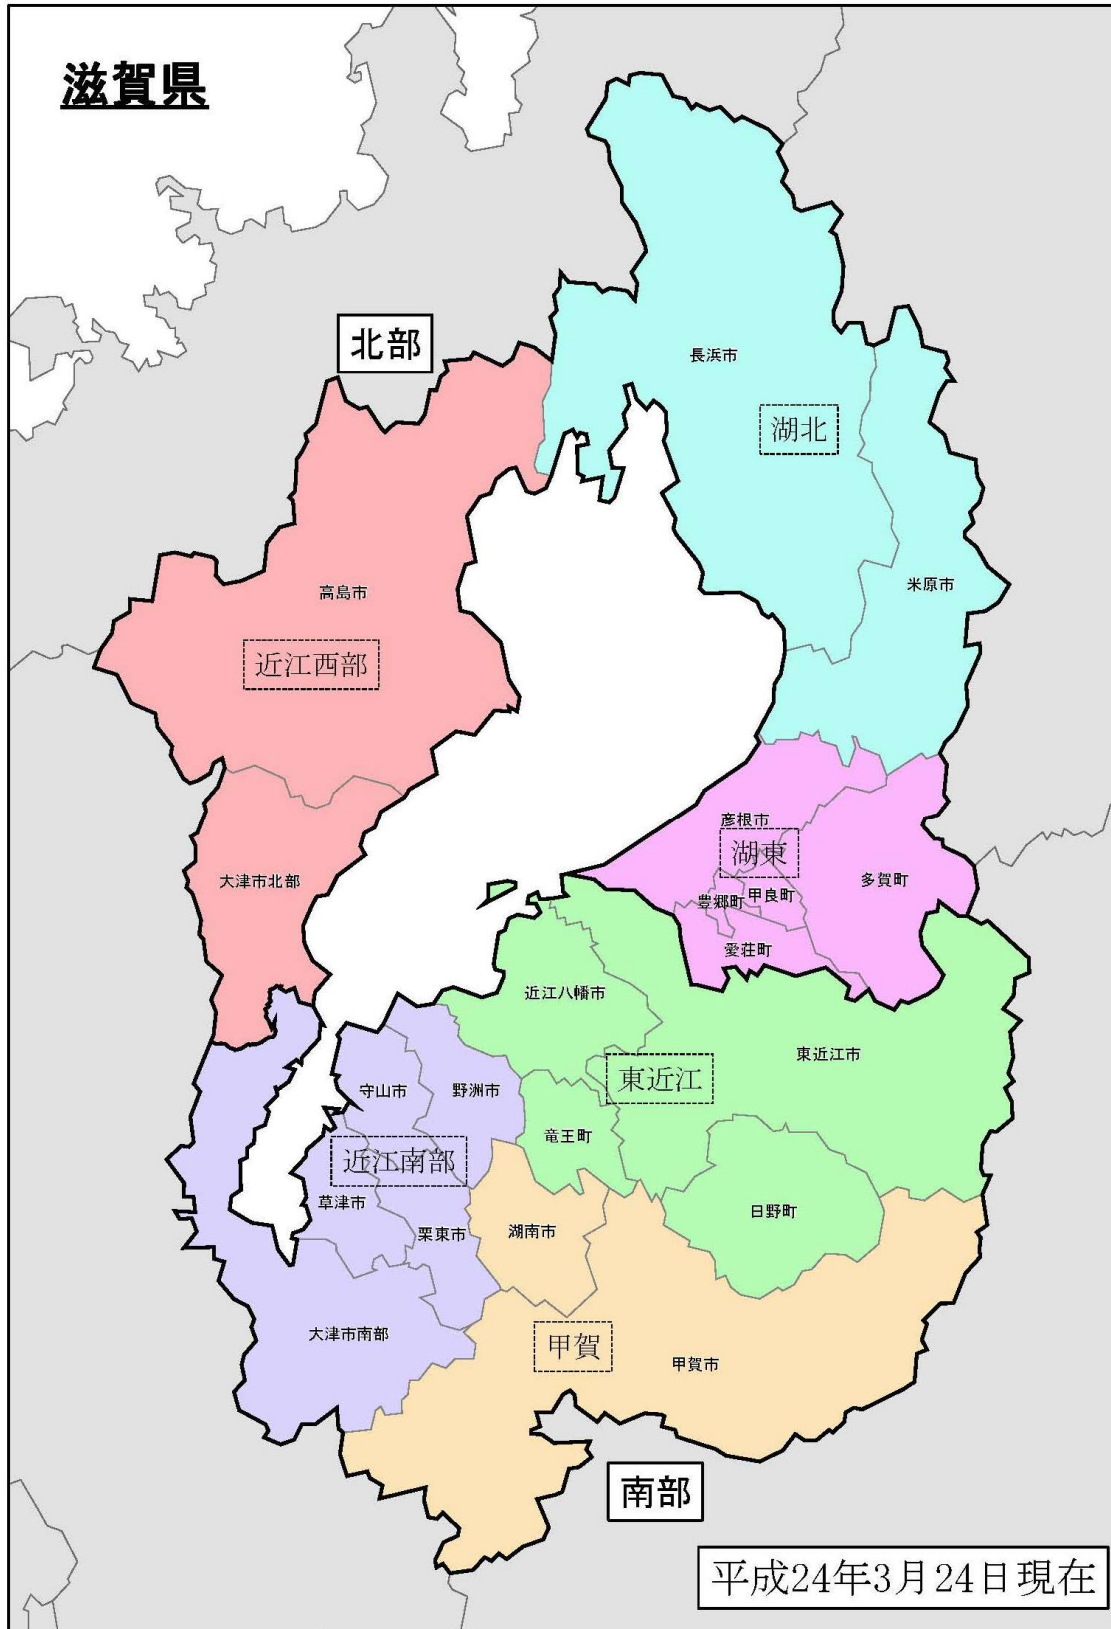 滋賀県
北部
長浜市
湖北
米原市
高島市
近江西部
彦根市
湖東
多賀町
大津市北部
豊郷町
甲良町
愛荘町
近江八幡市
東近江市
東近江
守山市
野洲市
竜王町
近江南部
草津市
日野町
栗東市
湖南市
大津市南部
甲賀
甲賀市
南部
平成24年3月24日現在